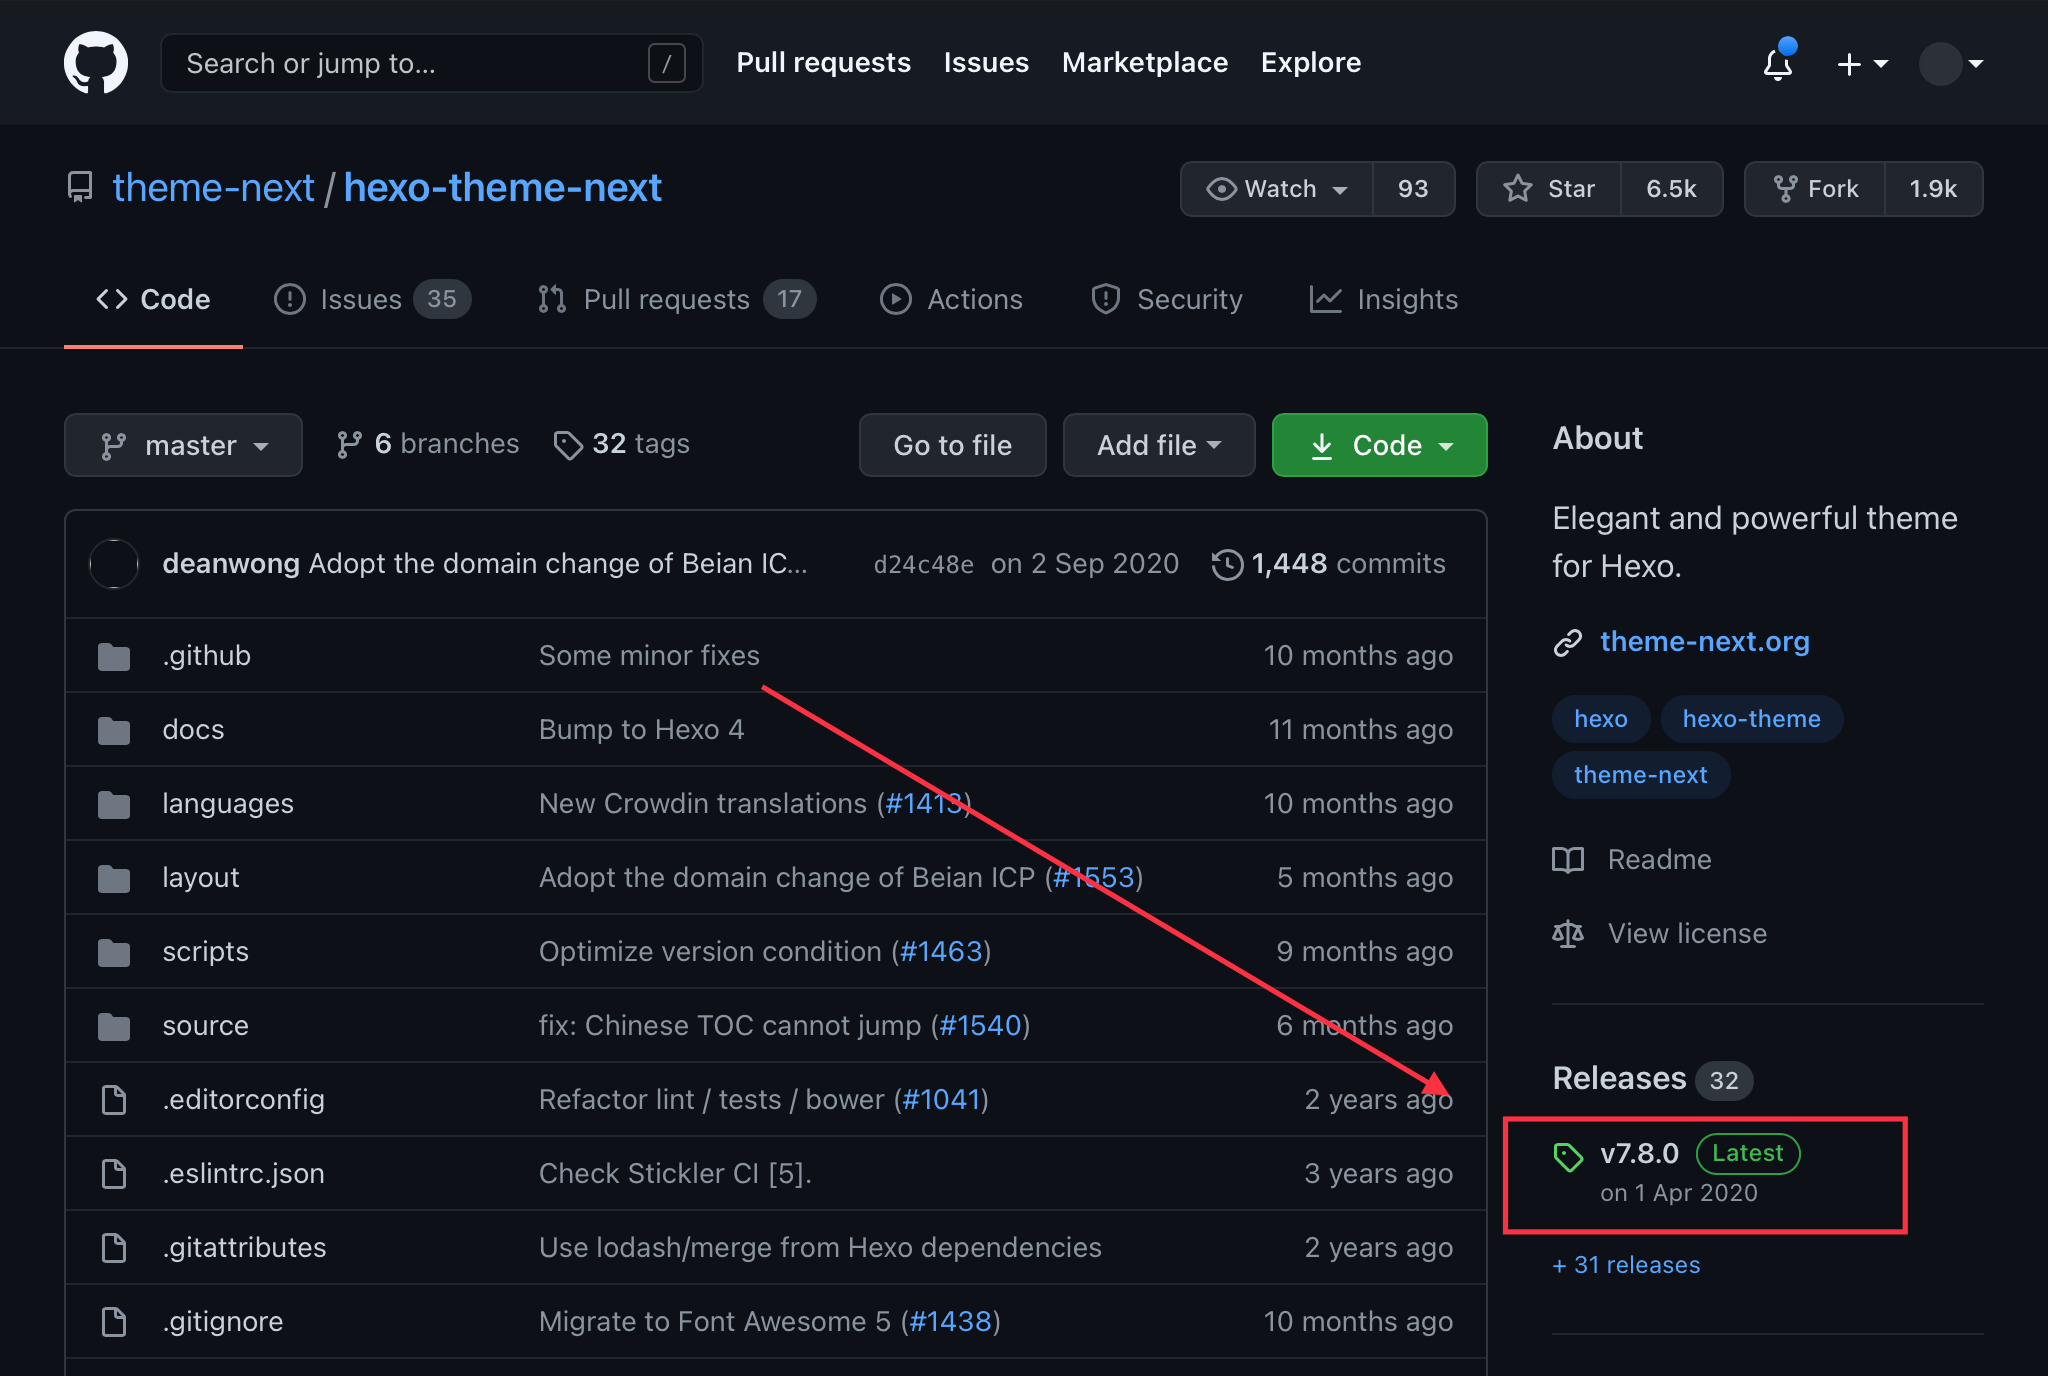 Search or jump to... /
Pull requests Issues Marketplace Explore
theme-next / hexo-theme-next
Watch 93 Star 6.5k Fork 1.9k
Code Issues 35 Pull requests 17 Actions Security Insights
master 6 branches 32 tags Go to file Add file Code
deanwong Adopt the domain change of Beian IC... d24c48e on 2 Sep 2020 1,448 commits
.github Some minor fixes 10 months ago
docs Bump to Hexo 4 11 months ago
languages New Crowdin translations (#1413) 10 months ago
layout Adopt the domain change of Beian ICP (#1553) 5 months ago
scripts Optimize version condition (#1463) 9 months ago
source fix: Chinese TOC cannot jump (#1540) 6 months ago
.editorconfig Refactor lint / tests / bower (#1041) 2 years ago
.eslintrc.json Check Stickler CI [5]. 3 years ago
.gitattributes Use lodash/merge from Hexo dependencies 2 years ago
.gitignore Migrate to Font Awesome 5 (#1438) 10 months ago
About
Elegant and powerful theme
for Hexo.
theme-next.org
hexo hexo-theme
theme-next
Readme
View license
Releases 32
v7.8.0 Latest
on 1 Apr 2020
+ 31 releases